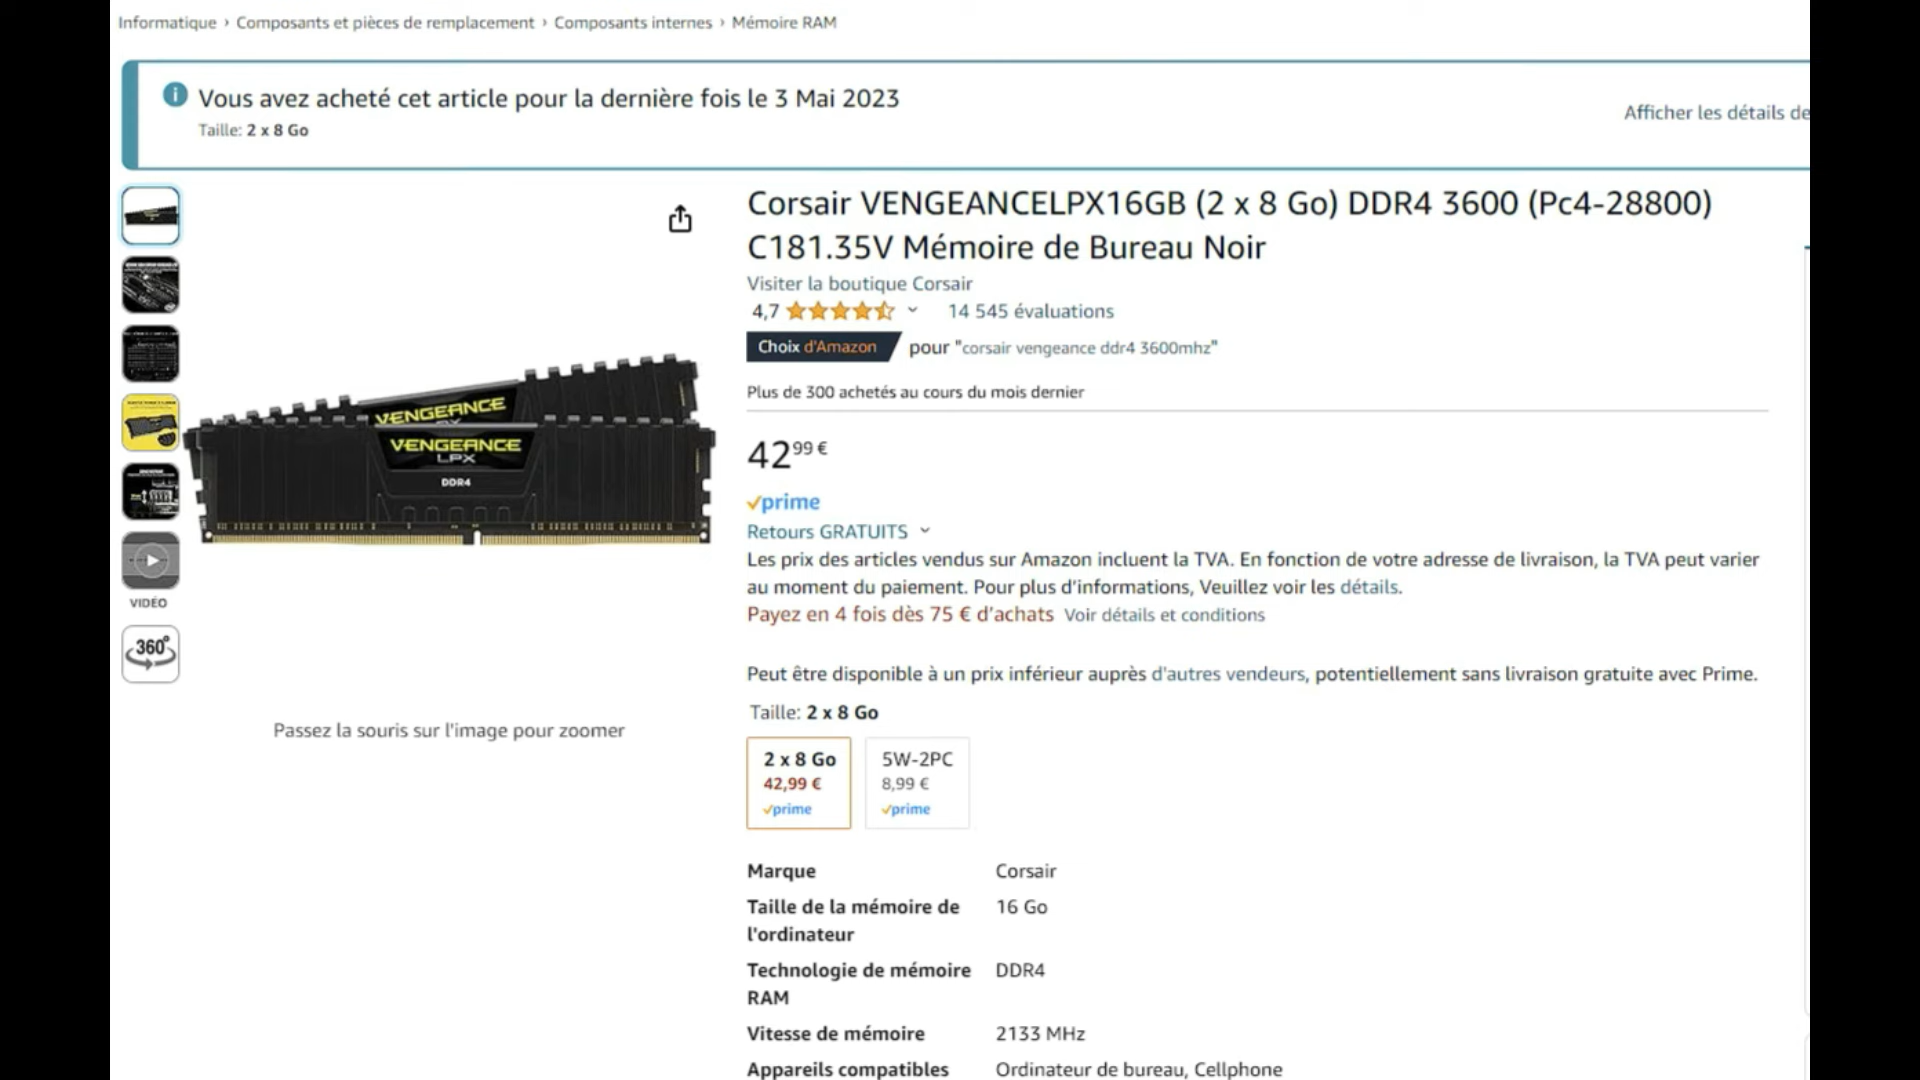 Informatique › Composants et pièces de remplacement › Composants internes › Mémoire RAM
Vous avez acheté cet article pour la dernière fois le 3 Mai 2023
Taille: 2 x 8 Go
Afficher les détails de
Corsair VENGEANCELPX16GB (2 x 8 Go) DDR4 3600 (Pc4-28800)
C181.35V Mémoire de Bureau Noir
Visiter la boutique Corsair
4,7 14 545 évaluations
Choix d'Amazon pour "corsair vengeance ddr4 3600mhz"
Plus de 300 achetés au cours du mois dernier
42 99 €
prime
Retours GRATUITS
Les prix des articles vendus sur Amazon incluent la TVA. En fonction de votre adresse de livraison, la TVA peut varier
au moment du paiement. Pour plus d'informations, Veuillez voir les détails.
Payez en 4 fois dès 75 € d'achats Voir détails et conditions
Peut être disponible à un prix inférieur auprès d'autres vendeurs, potentiellement sans livraison gratuite avec Prime.
Taille: 2 x 8 Go
2 x 8 Go
42,99 €
prime
5W-2PC
8,99 €
prime
Marque Corsair
Taille de la mémoire de l'ordinateur 16 Go
Technologie de mémoire RAM DDR4
Vitesse de mémoire 2133 MHz
Appareils compatibles Ordinateur de bureau, Cellphone
VENGEANCE
VENGEANCE
LPX
DDR4
VIDÉO
360°
Passez la souris sur l'image pour zoomer